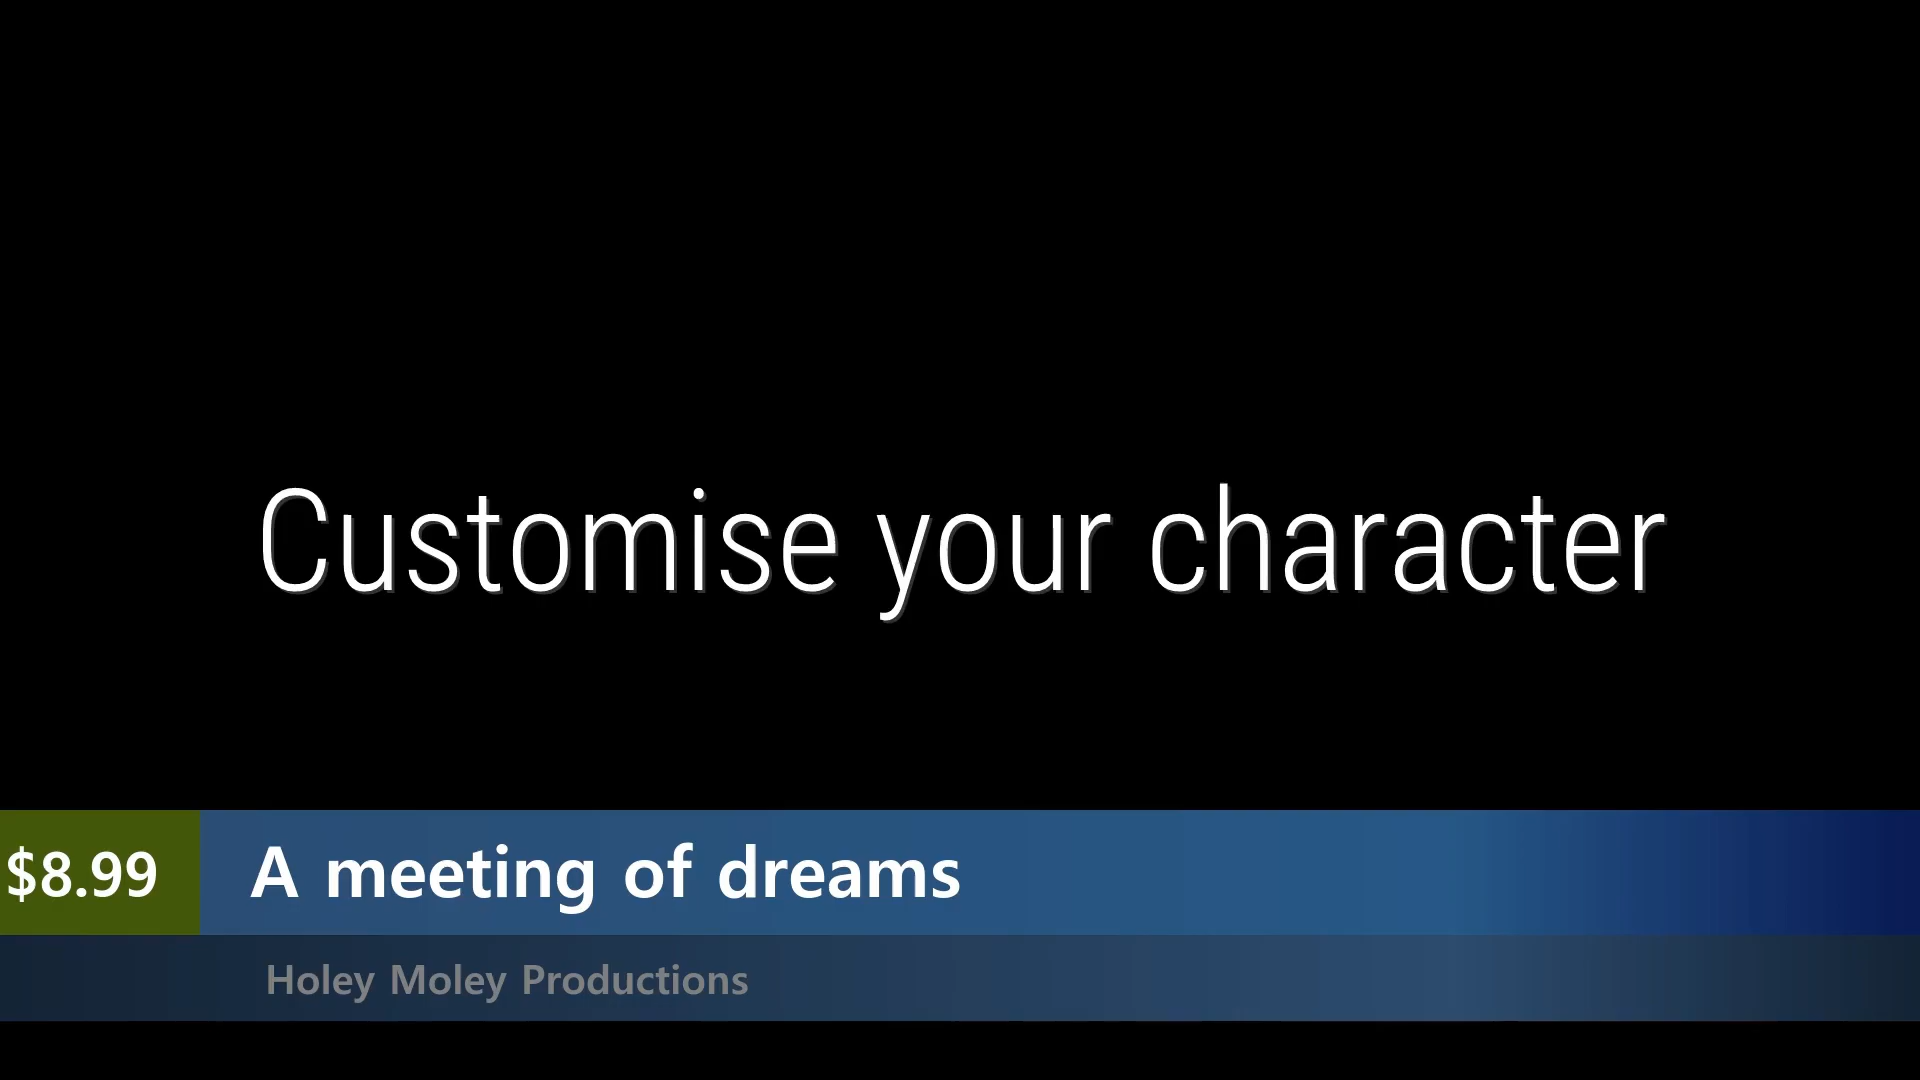 Customise your character
$8.99
A meeting of dreams
Holey Moley Productions